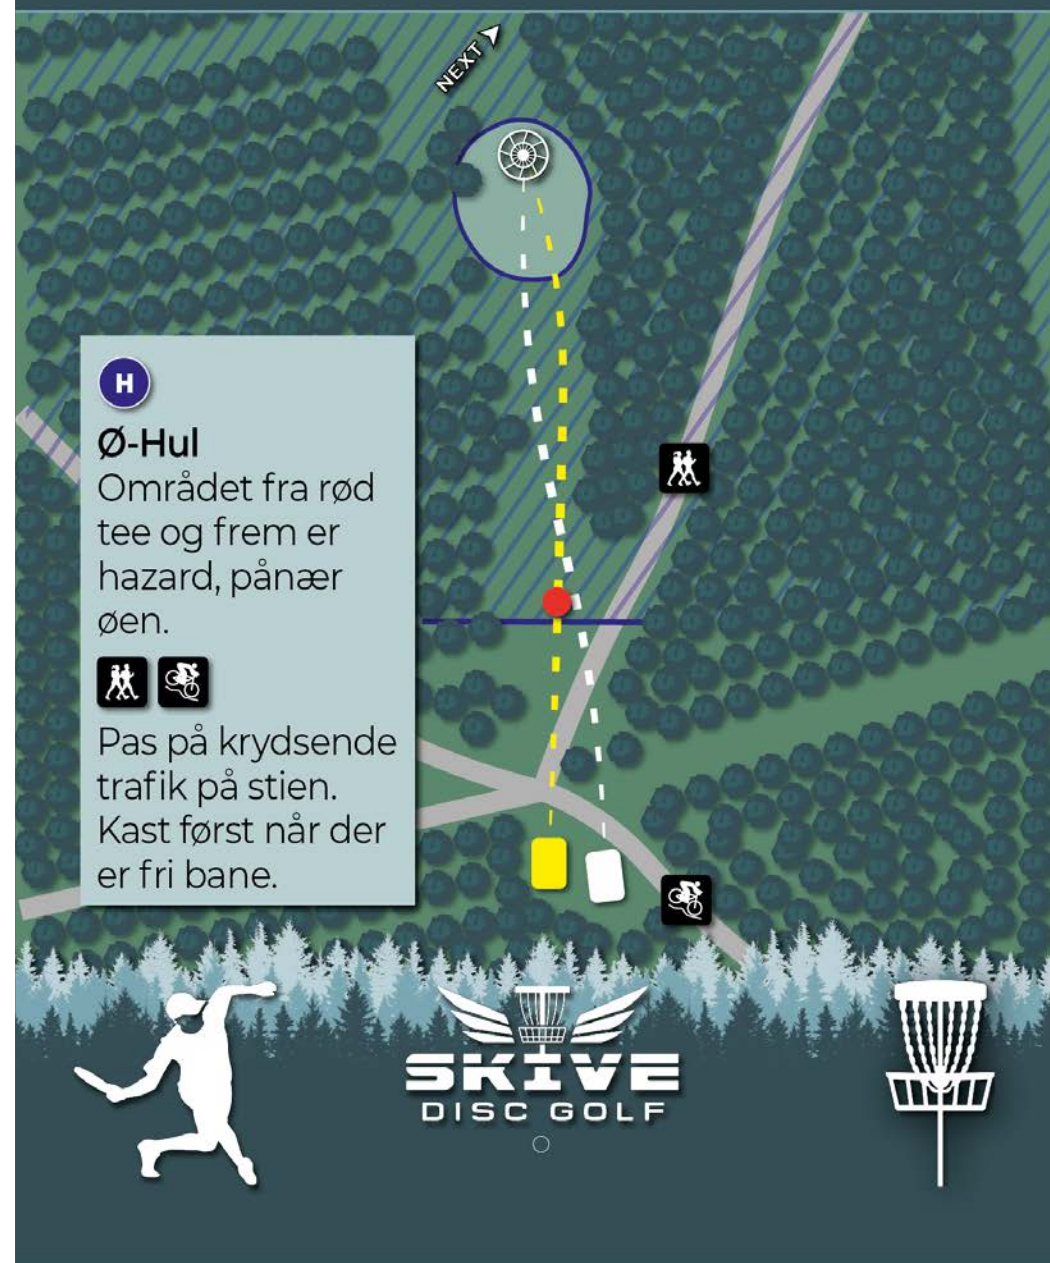 NEXT
H
Ø-Hul
Området fra rød
tee og frem er
hazard, pånær
øen.
Pas på krydsende
trafik på stien.
Kast først når der
er fri bane.
SKIVE
DISC GOLF